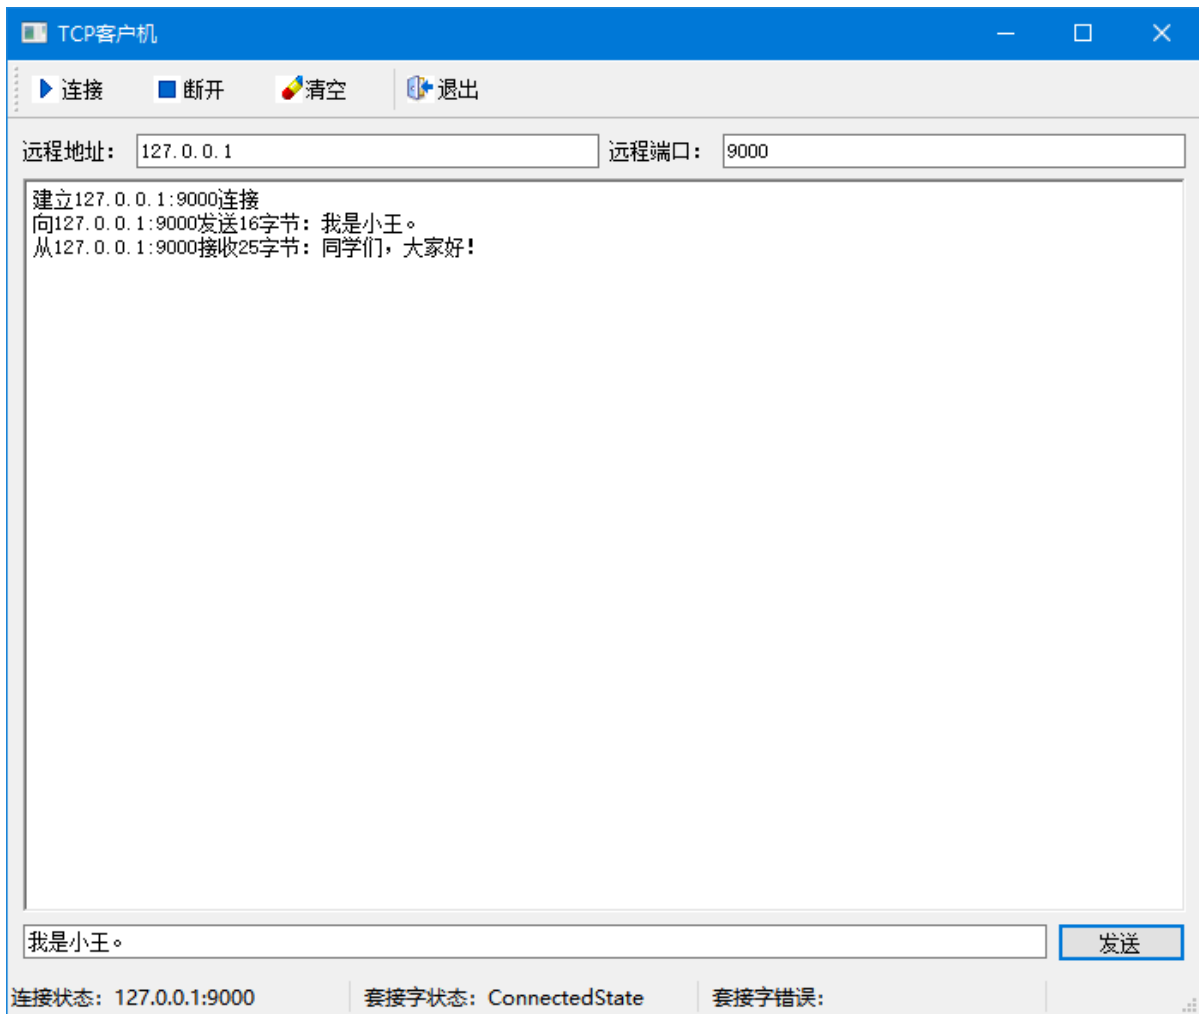 TCP客户机
连接 断开 清空 退出
远程地址： 127.0.0.1 远程端口： 9000
建立127.0.0.1:9000连接
向127.0.0.1:9000发送16字节：我是小王。
从127.0.0.1:9000接收25字节：同学们，大家好！
我是小王。 发送
连接状态：127.0.0.1:9000 套接字状态：ConnectedState 套接字错误：